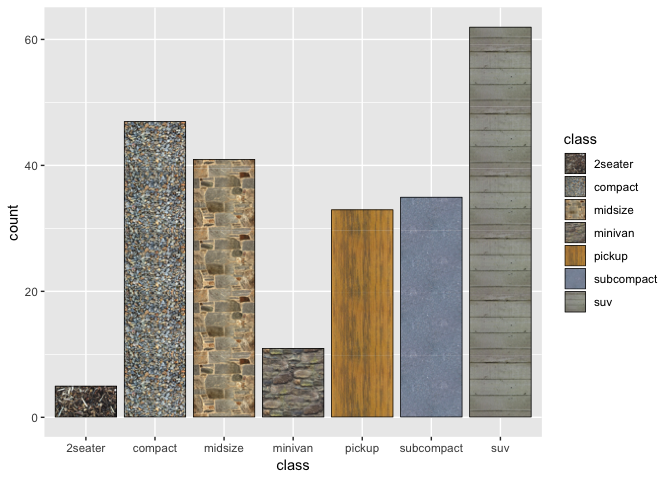 60
40
20
0
count
2seater compact midsize minivan pickup subcompact suv
class
class
2seater
compact
midsize
minivan
pickup
subcompact
suv